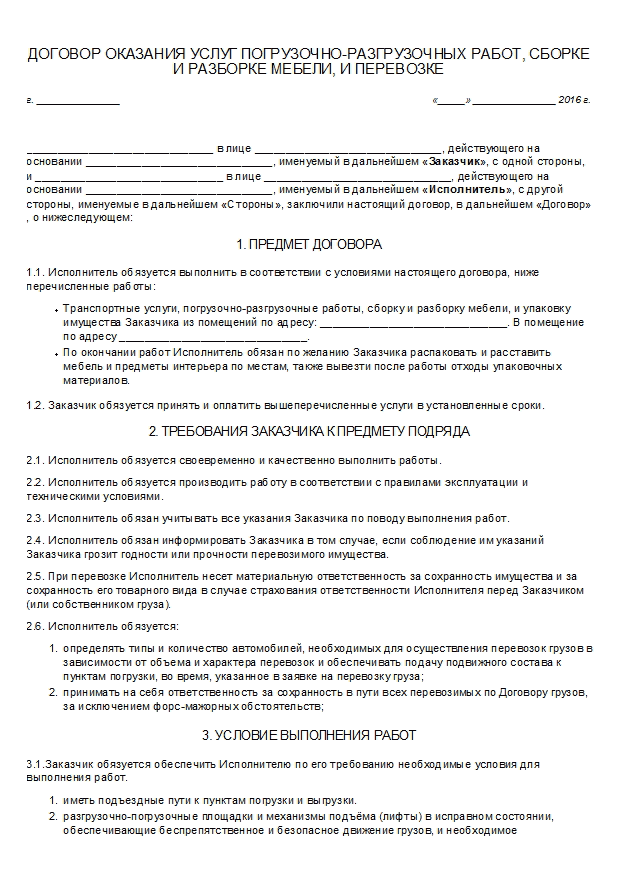 ДОГОВОР ОКАЗАНИЯ УСЛУГ ПОГРУЗОЧНО-РАЗГРУЗОЧНЫХ РАБОТ, СБОРКЕ
И РАЗБОРКЕ МЕБЕЛИ, И ПЕРЕВОЗКЕ
г. _______________ «_____» _______________ 2016 г.
______________________________ в лице ______________________________, действующего на
основании ______________________________, именуемый в дальнейшем «Заказчик», с одной стороны,
и ______________________________ в лице ______________________________, действующего на
основании ______________________________, именуемый в дальнейшем «Исполнитель», с другой
стороны, именуемые в дальнейшем «Стороны», заключили настоящий договор, в дальнейшем «Договор»
, о нижеследующем:
1. ПРЕДМЕТ ДОГОВОРА
1.1. Исполнитель обязуется выполнить в соответствии с условиями настоящего договора, ниже
перечисленные работы:
• Транспортные услуги, погрузочно-разгрузочные работы, сборку и разборку мебели, и упаковку
имущества Заказчика из помещений по адресу: ______________________________. В помещение
по адресу ______________________________.
• По окончании работ Исполнитель обязан по желанию Заказчика распаковать и расставить
мебель и предметы интерьера по местам, также вывезти после работы отходы упаковочных
материалов.
1.2. Заказчик обязуется принять и оплатить вышеперечисленные услуги в установленные сроки.
2. ТРЕБОВАНИЯ ЗАКАЗЧИКА К ПРЕДМЕТУ ПОДРЯДА
2.1. Исполнитель обязуется своевременно и качественно выполнить работы.
2.2. Исполнитель обязуется производить работу в соответствии с правилами эксплуатации и
техническими условиями.
2.3. Исполнитель обязан учитывать все указания Заказчика по поводу выполнения работ.
2.4. Исполнитель обязан информировать Заказчика в том случае, если соблюдение им указаний
Заказчика грозит годности или прочности перевозимого имущества.
2.5. При перевозке Исполнитель несет материальную ответственность за сохранность имущества и за
сохранность его товарного вида в случае страхования ответственности Исполнителя перед Заказчиком
(или собственником груза).
2.6. Исполнитель обязуется:
1. определять типы и количество автомобилей, необходимых для осуществления перевозок грузов в
зависимости от объема и характера перевозок и обеспечивать подачу подвижного состава к
пунктам погрузки, во время, указанное в заявке на перевозку груза;
2. принимать на себя ответственность за сохранность в пути всех перевозимых по Договору грузов,
за исключением форс-мажорных обстоятельств;
3. УСЛОВИЕ ВЫПОЛНЕНИЯ РАБОТ
3.1.Заказчик обязуется обеспечить Исполнителю по его требованию необходимые условия для
выполнения работ.
1. иметь подъездные пути к пунктам погрузки и выгрузки.
2. разгрузочно-погрузочные площадки и механизмы подъёма (лифты) в исправном состоянии,
обеспечивающие беспрепятственное и безопасное движение грузов, и необходимое